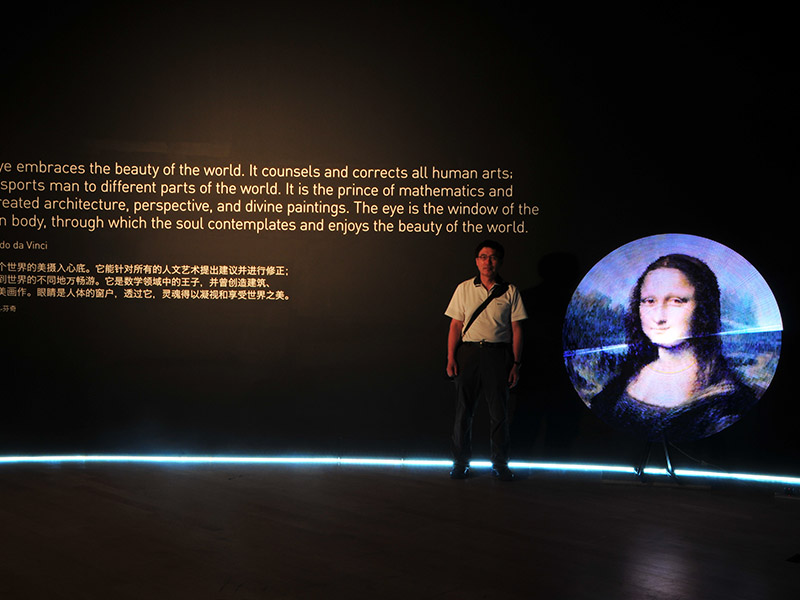 ye embraces the beauty of the world. It counsels and corrects all human arts;
sports man to different parts of the world. It is the prince of mathematics and
reated architecture, perspective, and divine paintings. The eye is the window of the
n body, through which the soul contemplates and enjoys the beauty of the world.
do da Vinci
个世界的美摄入心底。它能针对所有的人文艺术提出建议并进行修正；
到世界的不同地方畅游。它是数学领域中的王子，并曾创造建筑、
美画作。眼睛是人体的窗户，透过它，灵魂得以凝视和享受世界之美。
芬奇